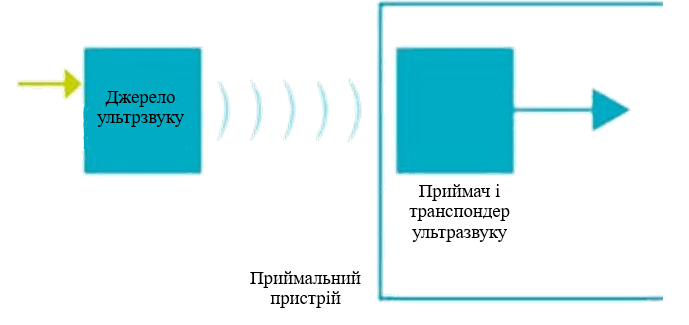 Джерело
ультрзвуку
Приймач і
транспондер
ультразвуку
Приймальний
пристрій